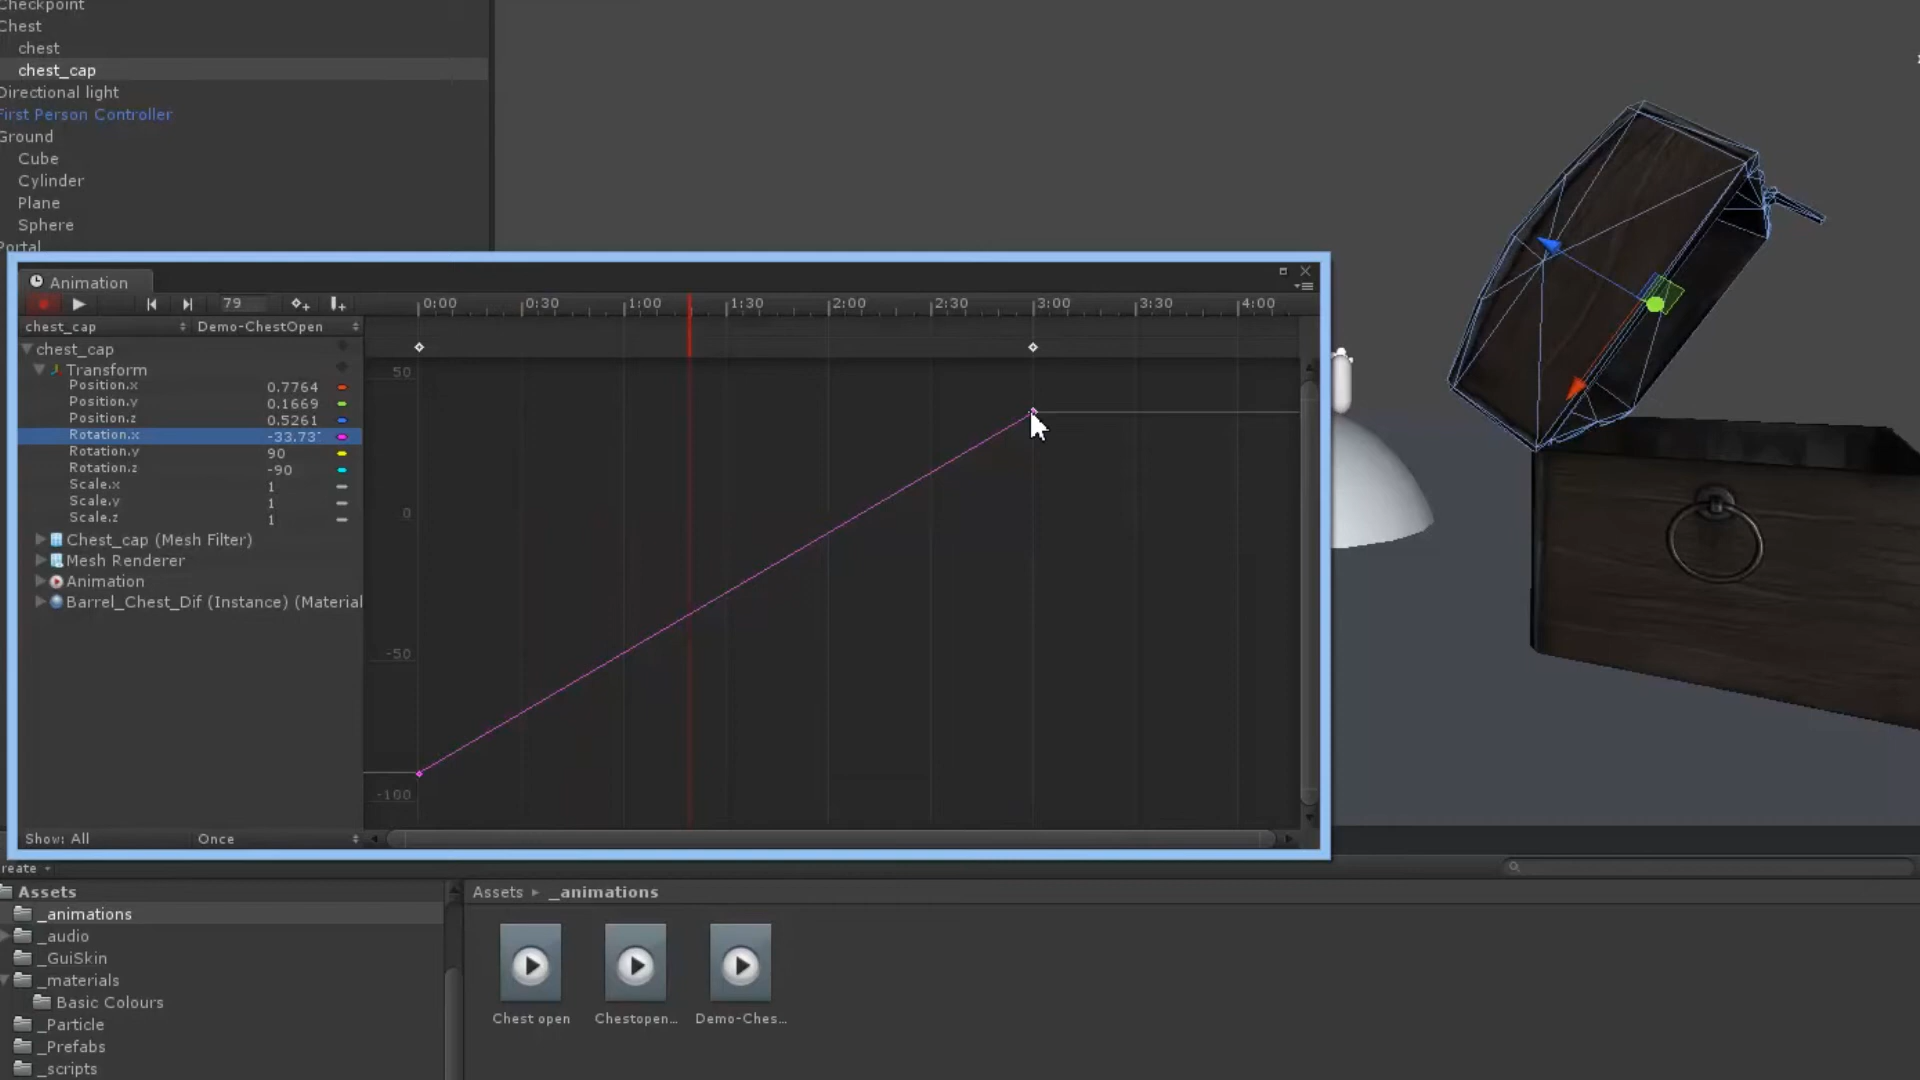 Checkpoint
Chest
chest
chest_cap
Directional light
First Person Controller
Ground
Cube
Cylinder
Plane
Sphere
Portal
Animation
79
0:00 0:30 1:00 1:30 2:00 2:30 3:00 3:30 4:00
chest_cap Demo-ChestOpen
chest_cap
Transform
Position.x 0.7764
Position.y 0.1669
Position.z 0.5261
Rotation.x -33.73
Rotation.y 90
Rotation.z -90
Scale.x 1
Scale.y 1
Scale.z 1
Chest_cap (Mesh Filter)
Mesh Renderer
Animation
Barrel_Chest_Dif (Instance) (Material
50
0
-50
-100
Show: All Once
reate
Assets
_animations
_audio
_GuiSkin
_materials
Basic Colours
_Particle
_Prefabs
_scripts
Assets ▸ _animations
Chest open Chestopen... Demo-Ches...